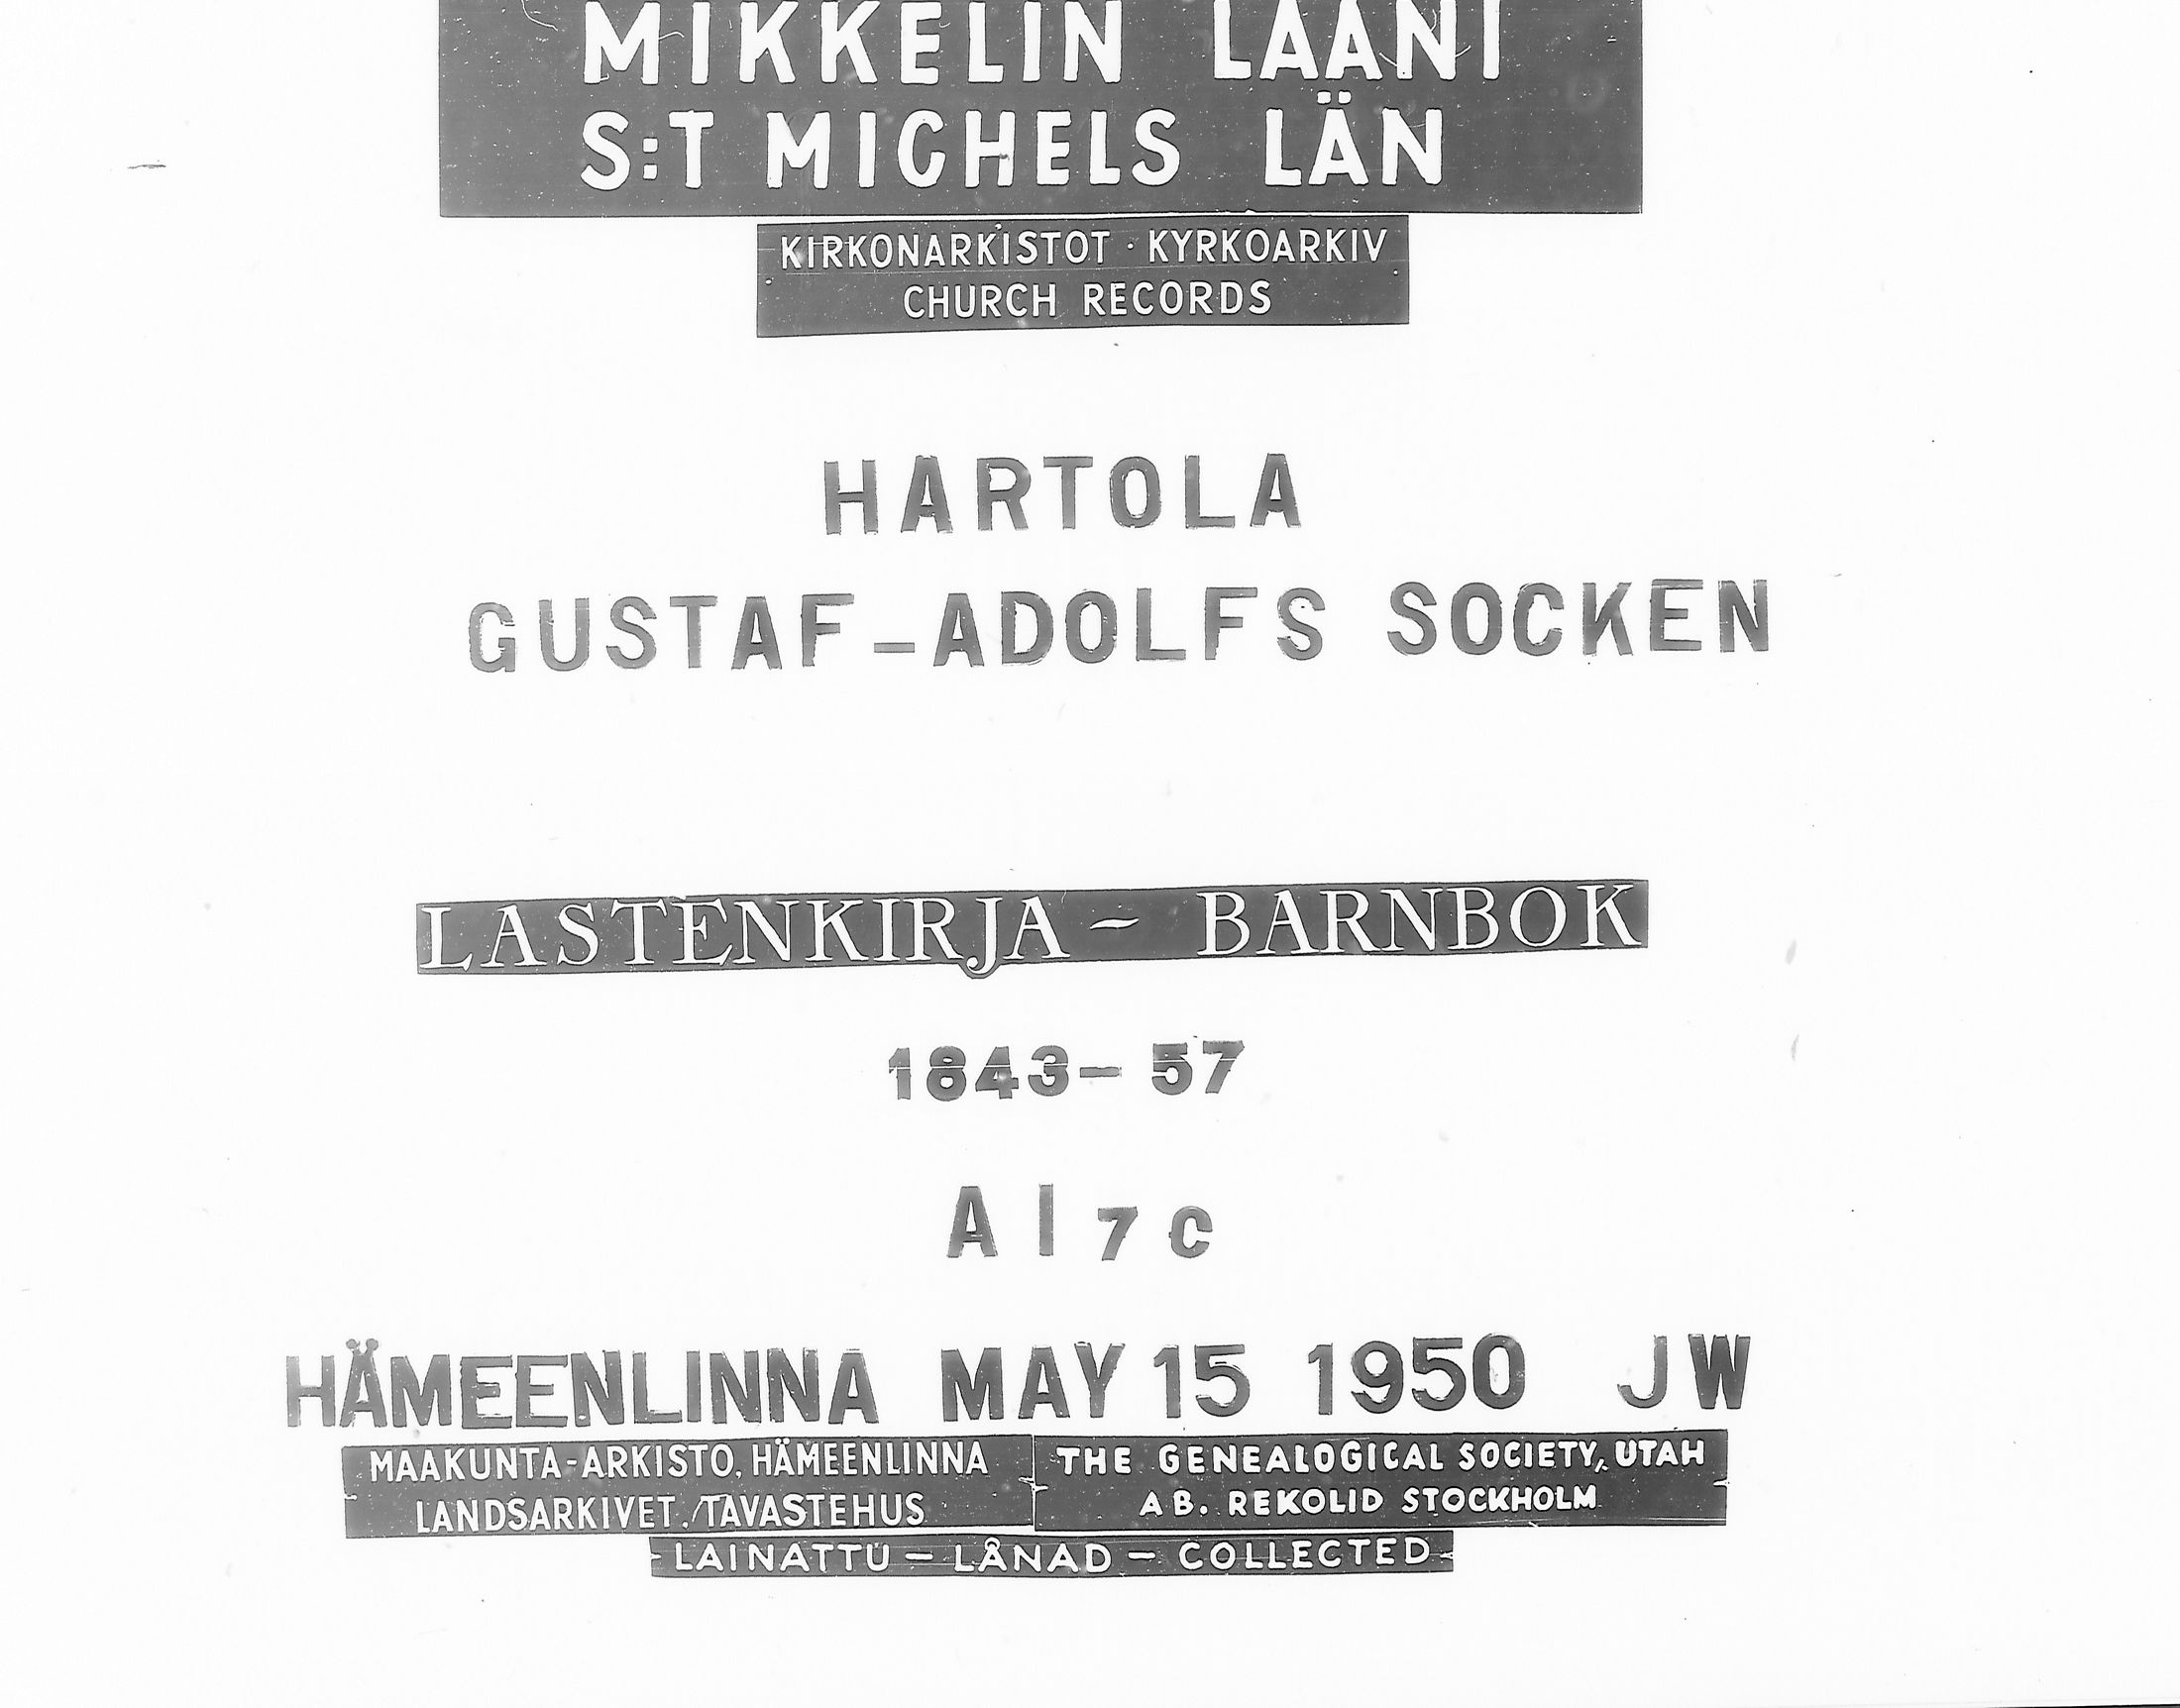 MIKKELIN LÄÄNI
S:T MICHELS LÄN
KIRKONARKISTOT · KYRKOARKIV
CHURCH RECORDS
HARTOLA
GUSTAF-ADOLFS SOCKEN
LASTENKIRJA - BARNBOK
1843-57
A I 7 C
HÄMEENLINNA MAY 15 1950 JW
MAAKUNTA-ARKISTO, HÄMEENLINNA
LANDSARKIVET, TAVASTEHUS
THE GENEALOGICAL SOCIETY, UTAH
AB. REKOLID STOCKHOLM
LAINATTU - LÅNAD - COLLECTED